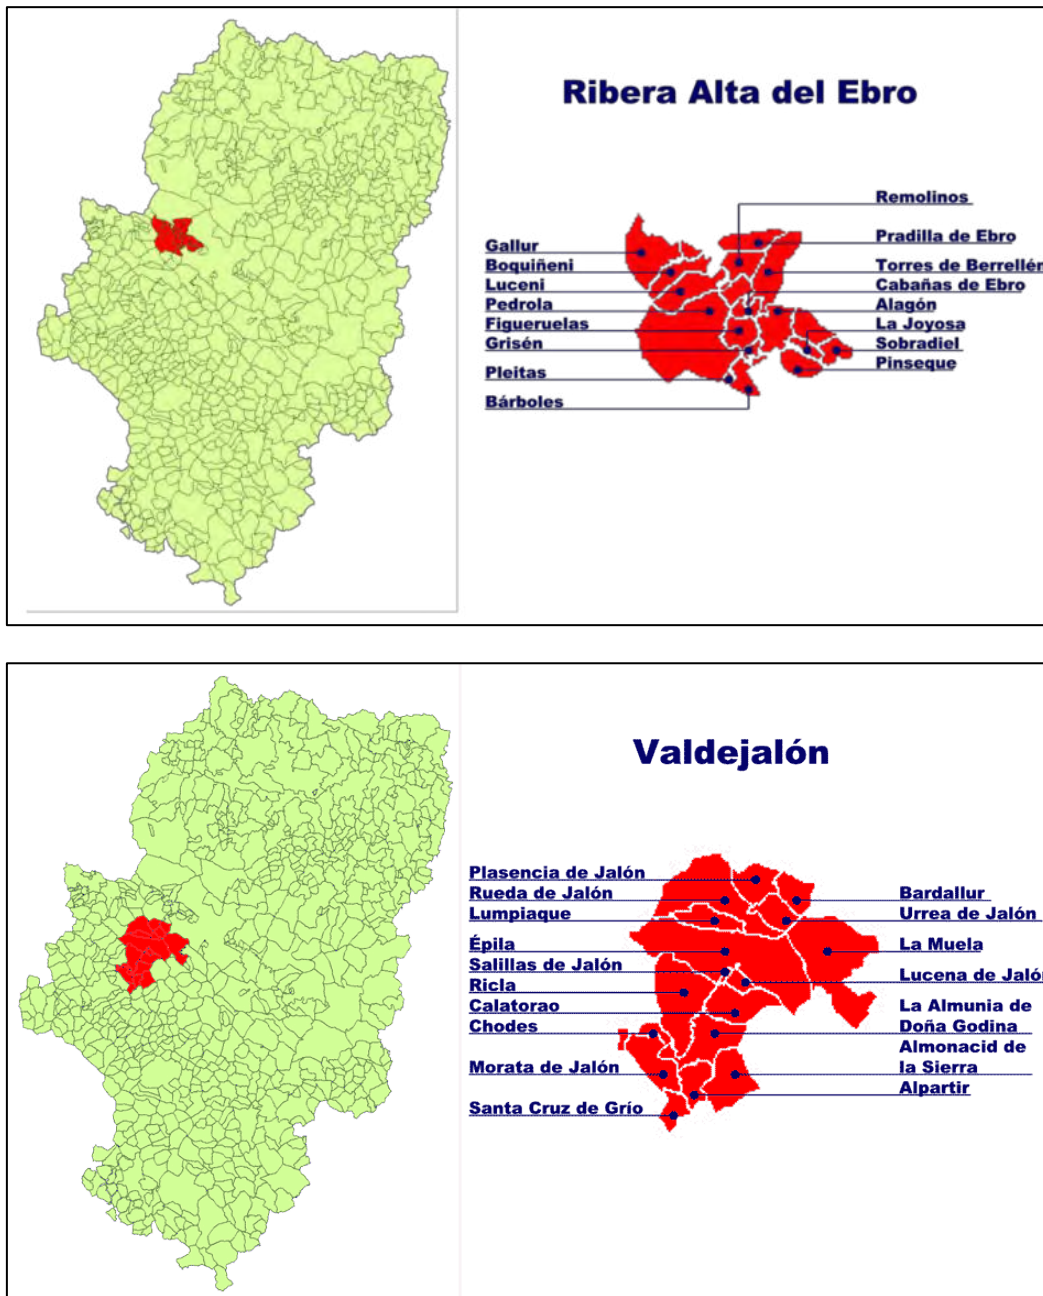 Ribera Alta del Ebro
Gallur
Boquiñeni
Luceni
Pedrola
Figueruelas
Grisén
Pleitas
Bárboles
Remolinos
Pradilla de Ebro
Torres de Berrellén
Cabañas de Ebro
Alagón
La Joyosa
Sobradiel
Pinseque
Valdejalón
Plasencia de Jalón
Rueda de Jalón
Lumpiaque
Épila
Salillas de Jalón
Ricla
Calatorao
Chodes
Morata de Jalón
Santa Cruz de Grío
Bardallur
Urrea de Jalón
La Muela
Lucena de Jalón
La Almunia de
Doña Godina
Almonacid de
la Sierra
Alpartir